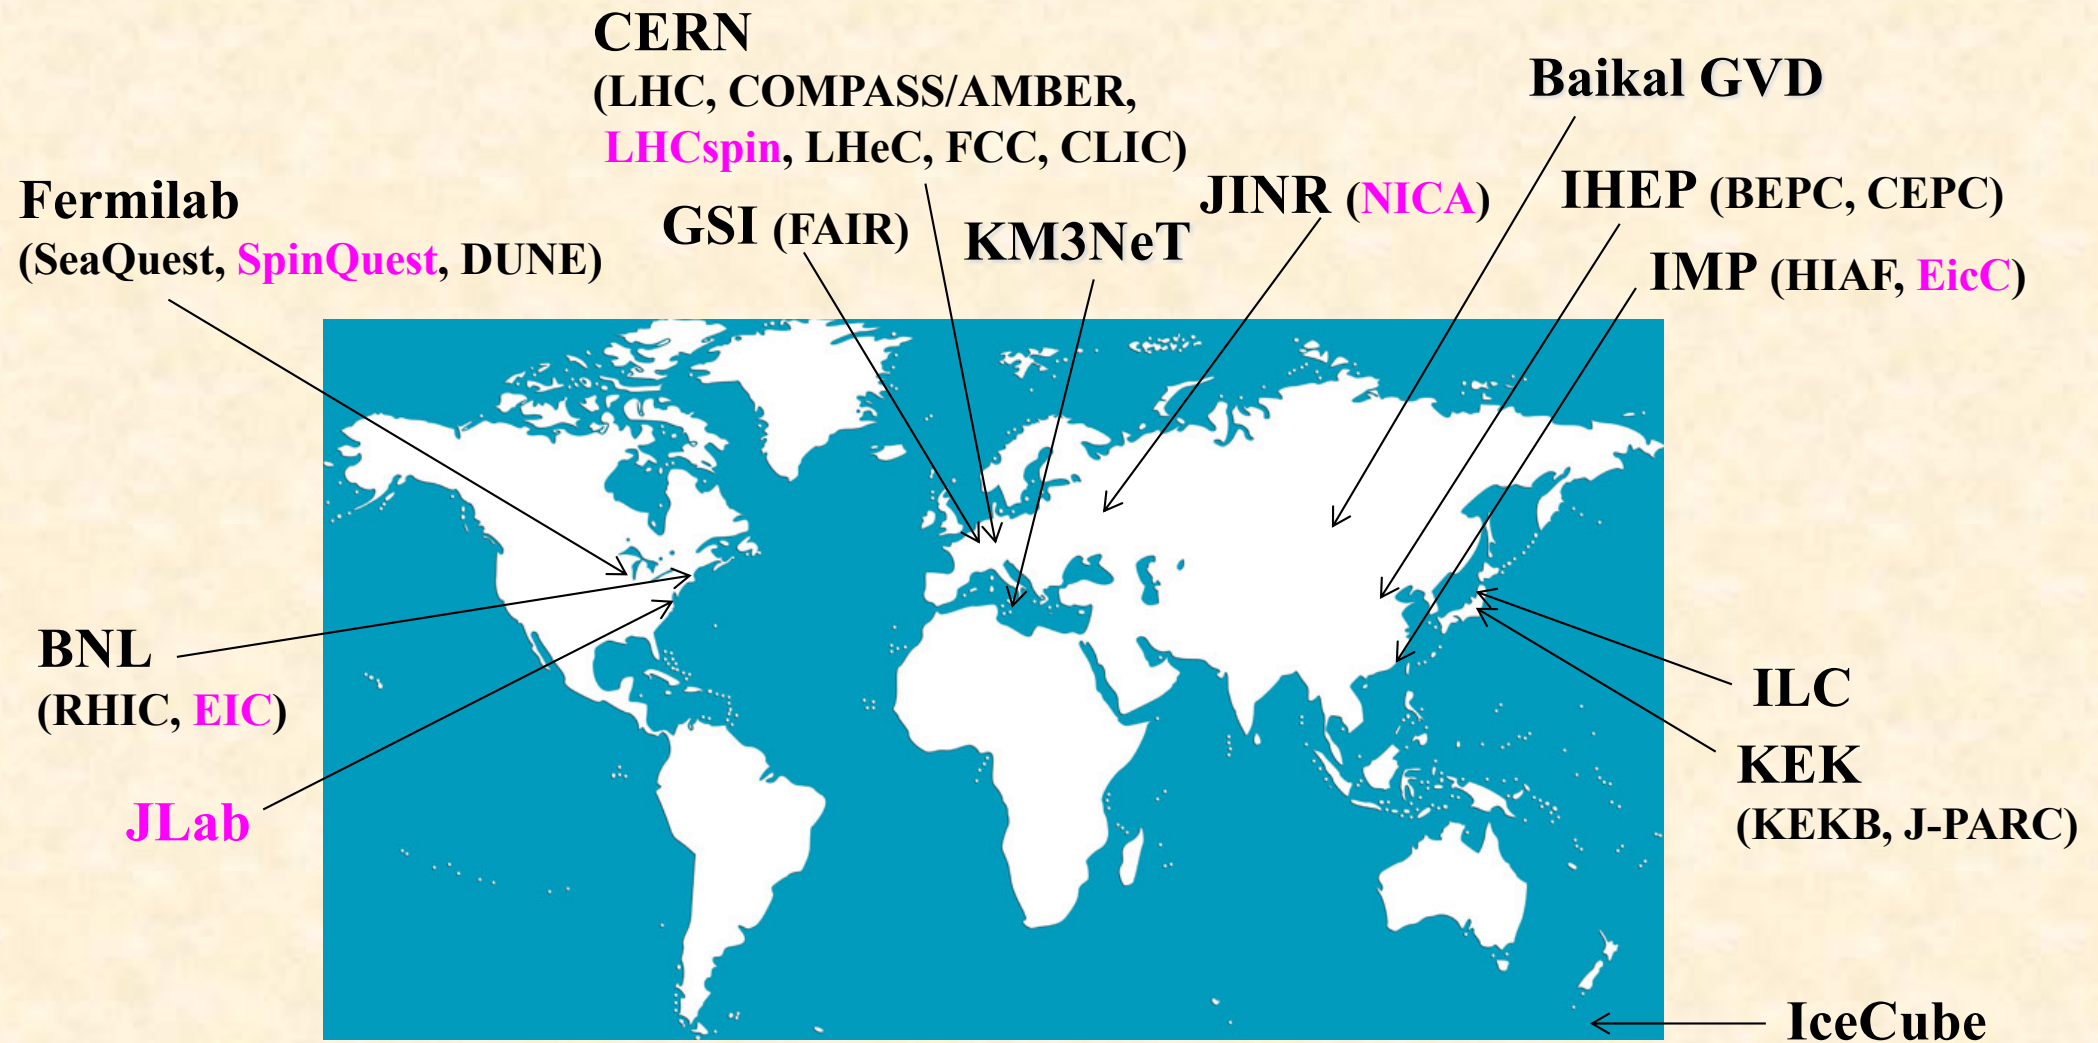 CERN
(LHC, COMPASS/AMBER,
LHCspin, LHeC, FCC, CLIC)
Baikal GVD
Fermilab
(SeaQuest, SpinQuest, DUNE)
GSI (FAIR)
KM3NeT
JINR (NICA)
IHEP (BEPC, CEPC)
IMP (HIAF, EicC)
BNL
(RHIC, EIC)
JLab
ILC
KEK
(KEKB, J-PARC)
IceCube